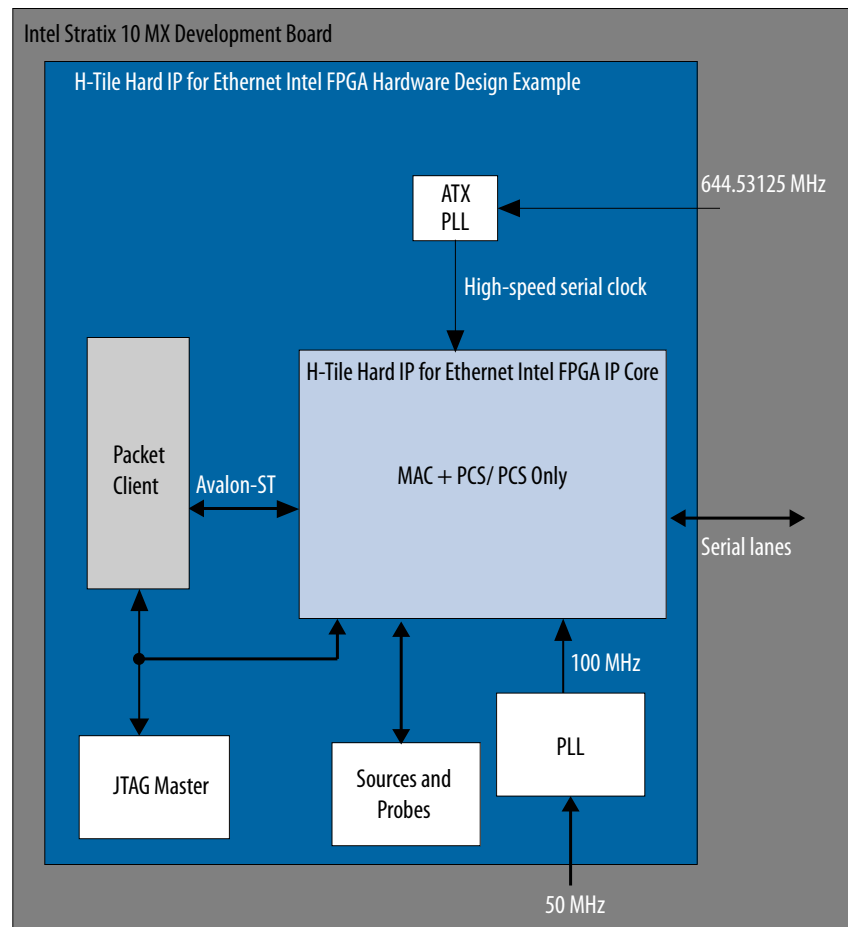 Intel Stratix 10 MX Development Board
H-Tile Hard IP for Ethernet Intel FPGA Hardware Design Example
644.53125 MHz
ATX
PLL
High-speed serial clock
H-Tile Hard IP for Ethernet Intel FPGA IP Core
Packet
Client
Avalon-ST
MAC + PCS/ PCS Only
Serial lanes
100 MHz
JTAG Master
Sources and
Probes
PLL
50 MHz